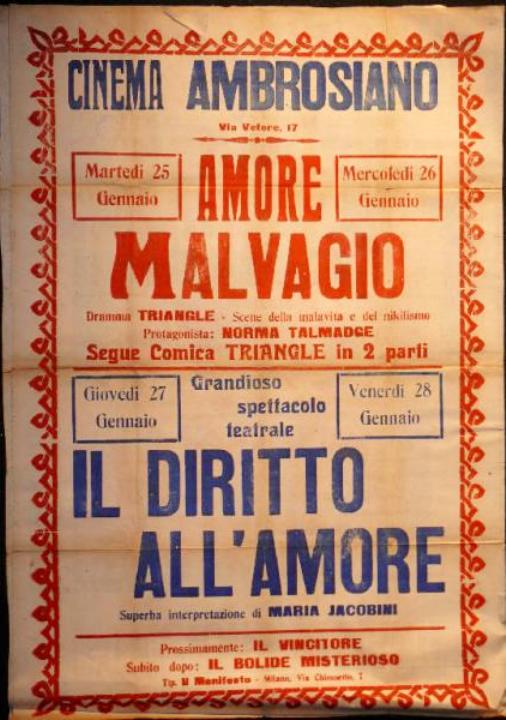 CINEMA AMBROSIANO
Via Vetere, 17
Martedì 25
Gennaio
AMORE
Mercoledì 26
Gennaio
MALVAGIO
Dramma TRIANGLE - Scene della malavita e del nikilismo
Protagonista: NORMA TALMADGE
Segue Comica TRIANGLE in 2 parti
Giovedì 27
Gennaio
Grandioso
spettacolo
teatrale
Venerdì 28
Gennaio
IL DIRITTO
ALL'AMORE
Superba interpretazione di MARIA JACOBINI
Prossimamente: IL VINCITORE
Subito dopo: IL BOLIDE MISTERIOSO
Tip. Il Manifesto - Milano, Via 7